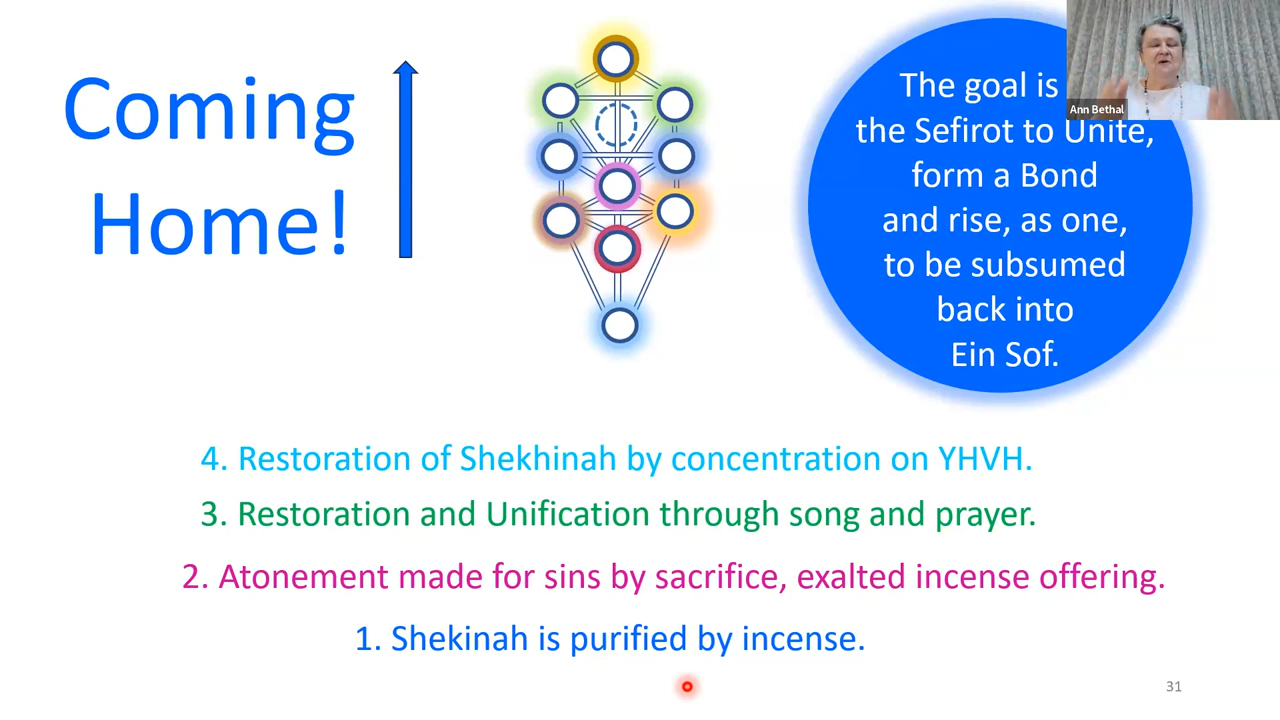 Coming
Home!
The goal is
the Sefirot to Unite,
form a Bond
and rise, as one,
to be subsumed
back into
Ein Sof.
Ann Bethal
4. Restoration of Shekhinah by concentration on YHVH.
3. Restoration and Unification through song and prayer.
2. Atonement made for sins by sacrifice, exalted incense offering.
1. Shekinah is purified by incense.
31